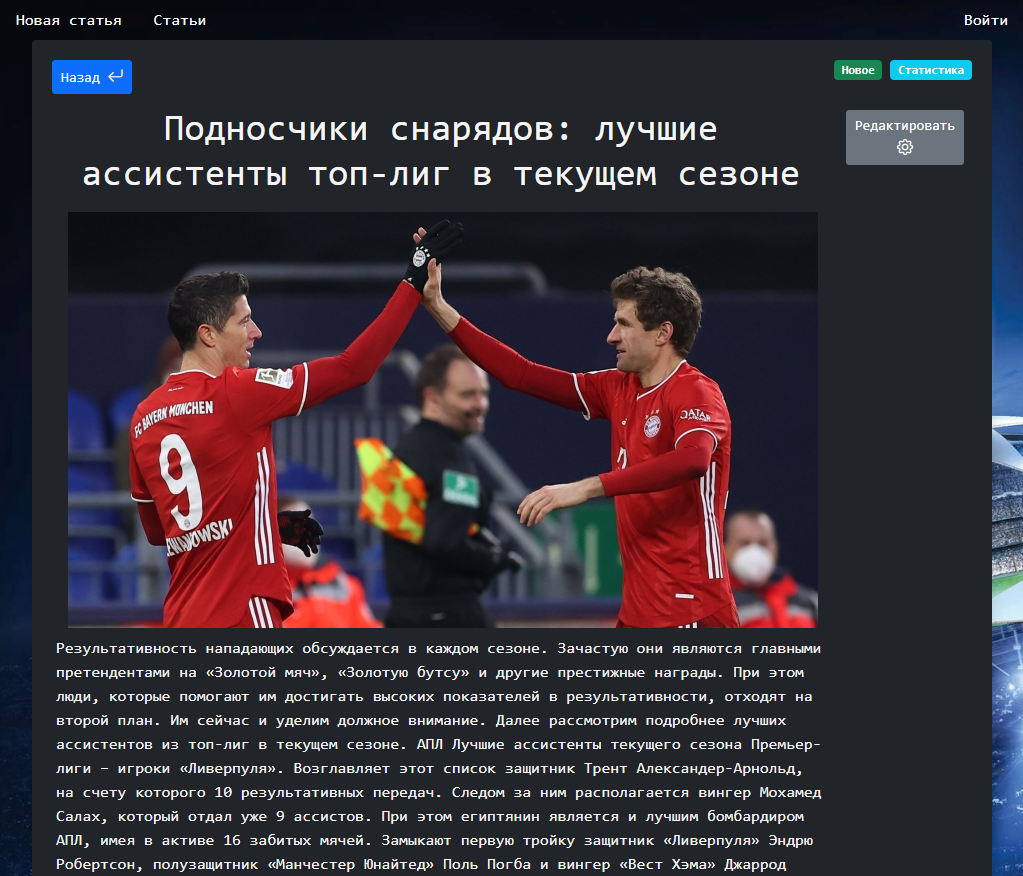 Новая статья Статьи Войти
Назад Новое Статистика
Редактировать
Подносчики снарядов: лучшие
ассистенты топ-лиг в текущем сезоне
QATAR
FC BAYERN MÜNCHEN
9
Результативность нападающих обсуждается в каждом сезоне. Зачастую они являются главными
претендентами на «Золотой мяч», «Золотую бутсу» и другие престижные награды. При этом
люди, которые помогают им достигать высоких показателей в результативности, отходят на
второй план. Им сейчас и уделим должное внимание. Далее рассмотрим подробнее лучших
ассистентов из топ-лиг в текущем сезоне. АПЛ Лучшие ассистенты текущего сезона Премьер-
лиги – игроки «Ливерпуля». Возглавляет этот список защитник Трент Александер-Арнольд,
на счету которого 10 результативных передач. Следом за ним располагается вингер Мохамед
Салах, который отдал уже 9 ассистов. При этом египтянин является и лучшим бомбардиром
АПЛ, имея в активе 16 забитых мячей. Замыкают первую тройку защитник «Ливерпуля» Эндрю
Робертсон, полузащитник «Манчестер Юнайтед» Поль Погба и вингер «Вест Хэма» Джаррод